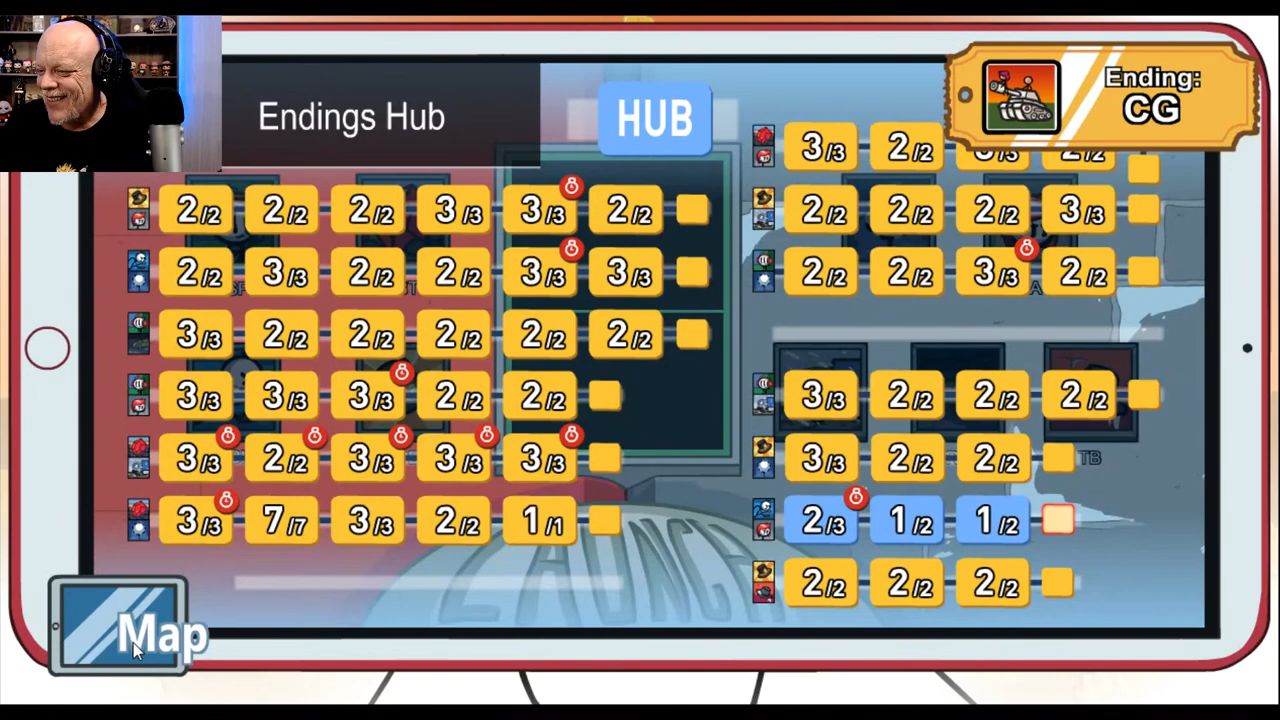 Endings Hub
HUB
Ending:
CG
3/3 2/2 3/3 2/2
2/2 2/2 2/2 3/3 3/3 2/2
2/2 2/2 2/2 3/3
2/2 3/3 2/2 2/2 3/3 3/3
2/2 2/2 3/3 2/2
3/3 2/2 2/2 2/2 2/2 2/2
3/3 3/3 3/3 2/2 2/2
3/3 2/2 2/2 2/2
3/3 2/2 3/3 3/3 3/3
3/3 2/2 2/2
TB
3/3 7/7 3/3 2/2 1/1
2/3 1/2 1/2
2/2 2/2 2/2
LAUNCH
Map